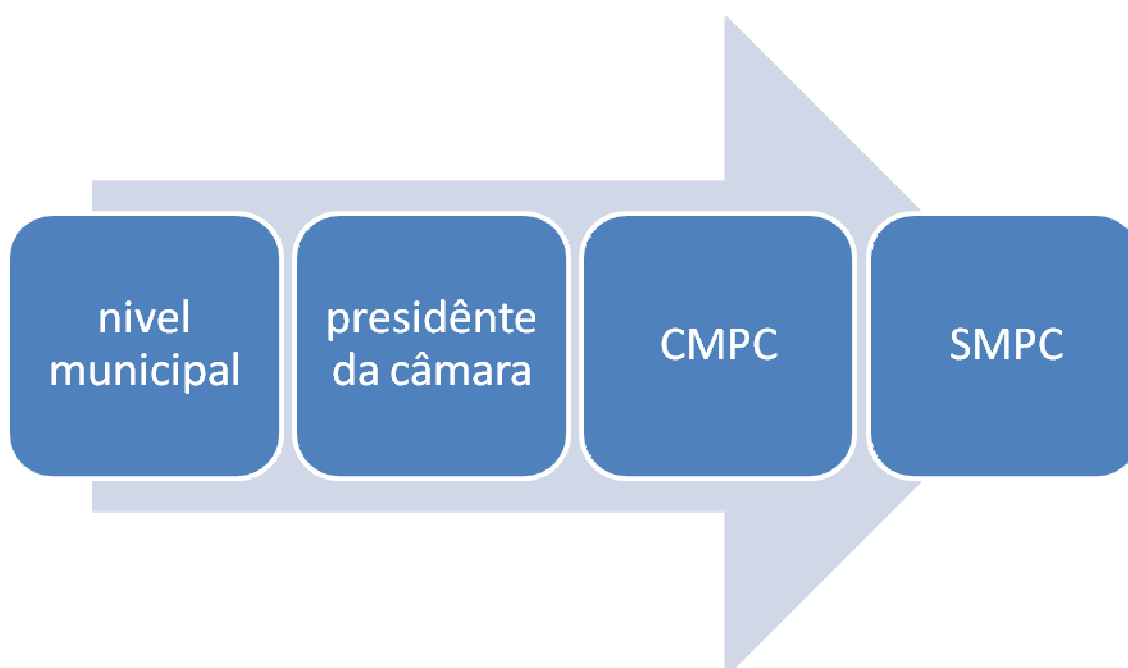 nivel
municipal
presidênte
da câmara
CMPC
SMPC